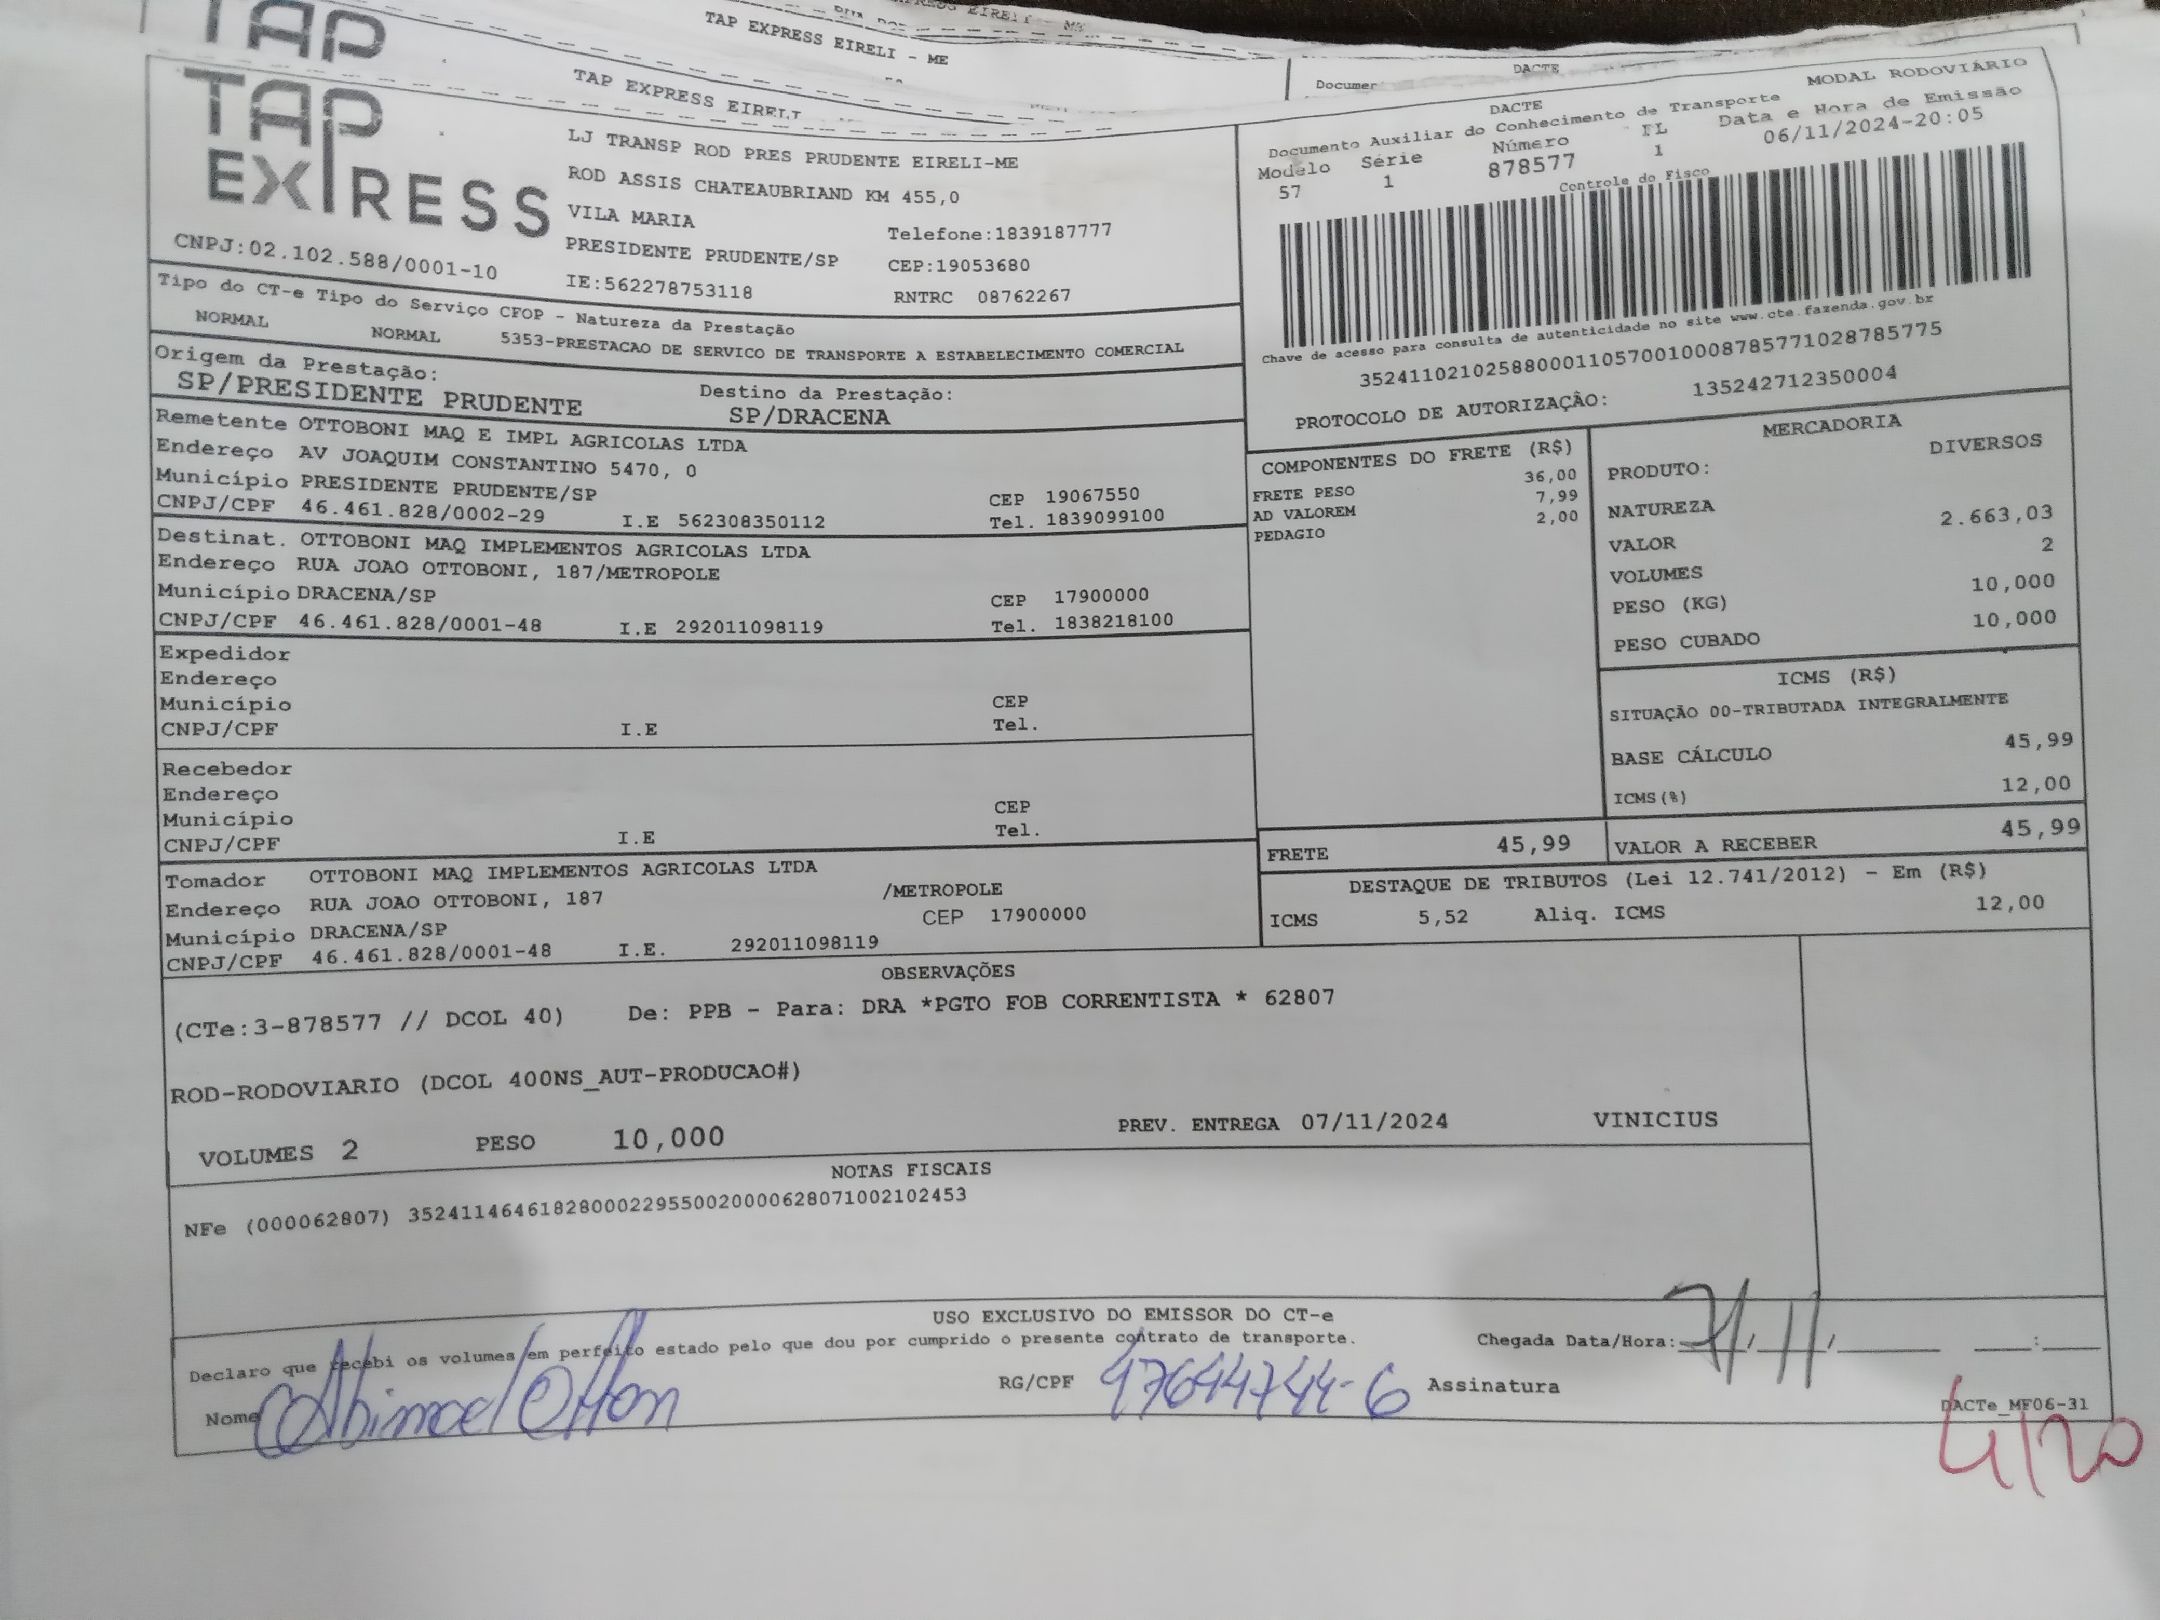 TAP
TAP EXPRESS EIRELI - ME
TAP EXPRESS EIRELI
TAP
EXPRESS
CNPJ:02.102.588/0001-10
LJ TRANSP ROD PRES PRUDENTE EIRELI-ME
ROD ASSIS CHATEAUBRIAND KM 455,0
VILA MARIA Telefone:1839187777
PRESIDENTE PRUDENTE/SP CEP:19053680
IE:562278753118 RNTRC 08762267
DACTE
DACTE MODAL RODOVIÁRIO
Documento Auxiliar do Conhecimento de Transporte
Modelo Série Número FL Data e Hora de Emissão
57 1 878577 1 06/11/2024-20:05
Controle do Fisco
Chave de acesso para consulta de autenticidade no site www.cte.fazenda.gov.br
35241102102588000110570010008785771028785775
PROTOCOLO DE AUTORIZAÇÃO: 135242712350004
Tipo do CT-e Tipo do Serviço CFOP - Natureza da Prestação
NORMAL NORMAL 5353-PRESTACAO DE SERVICO DE TRANSPORTE A ESTABELECIMENTO COMERCIAL
Origem da Prestação: Destino da Prestação:
SP/PRESIDENTE PRUDENTE SP/DRACENA
Remetente OTTOBONI MAQ E IMPL AGRICOLAS LTDA
Endereço AV JOAQUIM CONSTANTINO 5470, 0
Município PRESIDENTE PRUDENTE/SP CEP 19067550
CNPJ/CPF 46.461.828/0002-29 I.E 562308350112 Tel. 1839099100
Destinat. OTTOBONI MAQ IMPLEMENTOS AGRICOLAS LTDA
Endereço RUA JOAO OTTOBONI, 187/METROPOLE
Município DRACENA/SP CEP 17900000
CNPJ/CPF 46.461.828/0001-48 I.E 292011098119 Tel. 1838218100
Expedidor
Endereço
Município CEP
CNPJ/CPF I.E Tel.
Recebedor
Endereço
Município CEP
CNPJ/CPF I.E Tel.
Tomador OTTOBONI MAQ IMPLEMENTOS AGRICOLAS LTDA
Endereço RUA JOAO OTTOBONI, 187 /METROPOLE
Município DRACENA/SP CEP 17900000
CNPJ/CPF 46.461.828/0001-48 I.E. 292011098119
COMPONENTES DO FRETE (R$)
FRETE PESO 36,00
AD VALOREM 7,99
PEDAGIO 2,00
MERCADORIA
PRODUTO: DIVERSOS
NATUREZA
VALOR 2.663,03
VOLUMES 2
PESO (KG) 10,000
PESO CUBADO 10,000
ICMS (R$)
SITUAÇÃO 00-TRIBUTADA INTEGRALMENTE
BASE CÁLCULO 45,99
ICMS(%) 12,00
FRETE 45,99 VALOR A RECEBER 45,99
DESTAQUE DE TRIBUTOS (Lei 12.741/2012) - Em (R$)
ICMS 5,52 Aliq. ICMS 12,00
OBSERVAÇÕES
(CTe:3-878577 // DCOL 40) De: PPB - Para: DRA *PGTO FOB CORRENTISTA * 62807
ROD-RODOVIARIO (DCOL 400NS_AUT-PRODUCAO#)
VOLUMES 2 PESO 10,000 PREV. ENTREGA 07/11/2024 VINICIUS
NOTAS FISCAIS
NFe (000062807) 35241146461828000229550020000628071002102453
USO EXCLUSIVO DO EMISSOR DO CT-e
Declaro que recebi os volumes em perfeito estado pelo que dou por cumprido o presente contrato de transporte. Chegada Data/Hora: 7/11/ :
Nome RG/CPF 17644744-6 Assinatura
DACTe_MF06-31
4/20